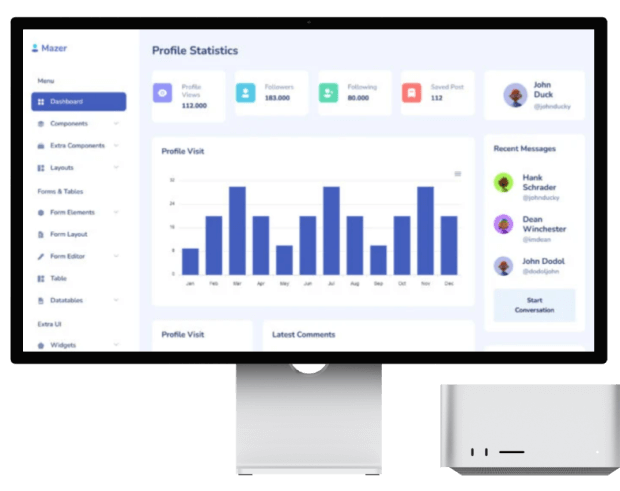 Mazer
Profile Statistics
Menu
Dashboard
Components
Extra Components
Layouts
Forms & Tables
Form Elements
Form Layout
Form Editor
Table
Datatables
Extra UI
Widgets
Profile
Views
112.000
Followers
183.000
Following
80.000
Saved Post
112
John
Duck
@johnducky
Profile Visit
30
24
16
8
0
Jan Feb Mar Apr May Jun Jul Aug Sep Oct Nov Dec
Recent Messages
Hank
Schrader
@johnducky
Dean
Winchester
@imdean
John Dodol
@dodoljohn
Start
Conversation
Profile Visit
Latest Comments